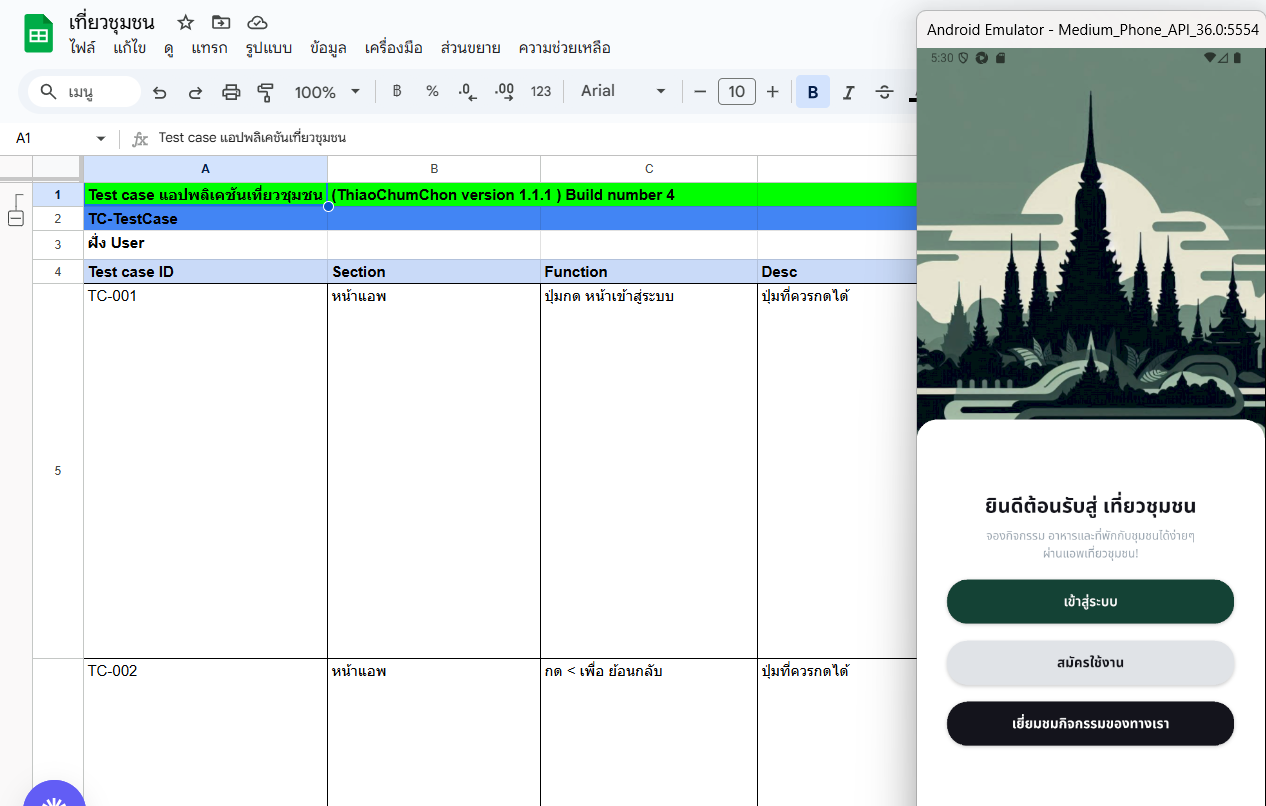 เที่ยวชุมชน
ไฟล์ แก้ไข ดู แทรก รูปแบบ ข้อมูล เครื่องมือ ส่วนขยาย ความช่วยเหลือ
เมนู 100% ฿ % .0 .00 123 Arial 10 B I S A
A1 fx Test case แอปพลิเคชันเที่ยวชุมชน
A B C
1 Test case แอปพลิเคชันเที่ยวชุมชน (ThiaoChumChon version 1.1.1 ) Build number 4
2 TC-TestCase
3 ฝั่ง User
4 Test case ID Section Function Desc
5 TC-001 หน้าแอพ ปุ่มกด หน้าเข้าสู่ระบบ ปุ่มที่ควรกดได้
TC-002 หน้าแอพ กด < เพื่อ ย้อนกลับ ปุ่มที่ควรกดได้
Android Emulator - Medium_Phone_API_36.0:5554
5:30
ยินดีต้อนรับสู่ เที่ยวชุมชน
จองกิจกรรม อาหารและที่พักกับชุมชนได้ง่ายๆ
ผ่านแอพเที่ยวชุมชน!
เข้าสู่ระบบ
สมัครใช้งาน
เยี่ยมชมกิจกรรมของทางเรา